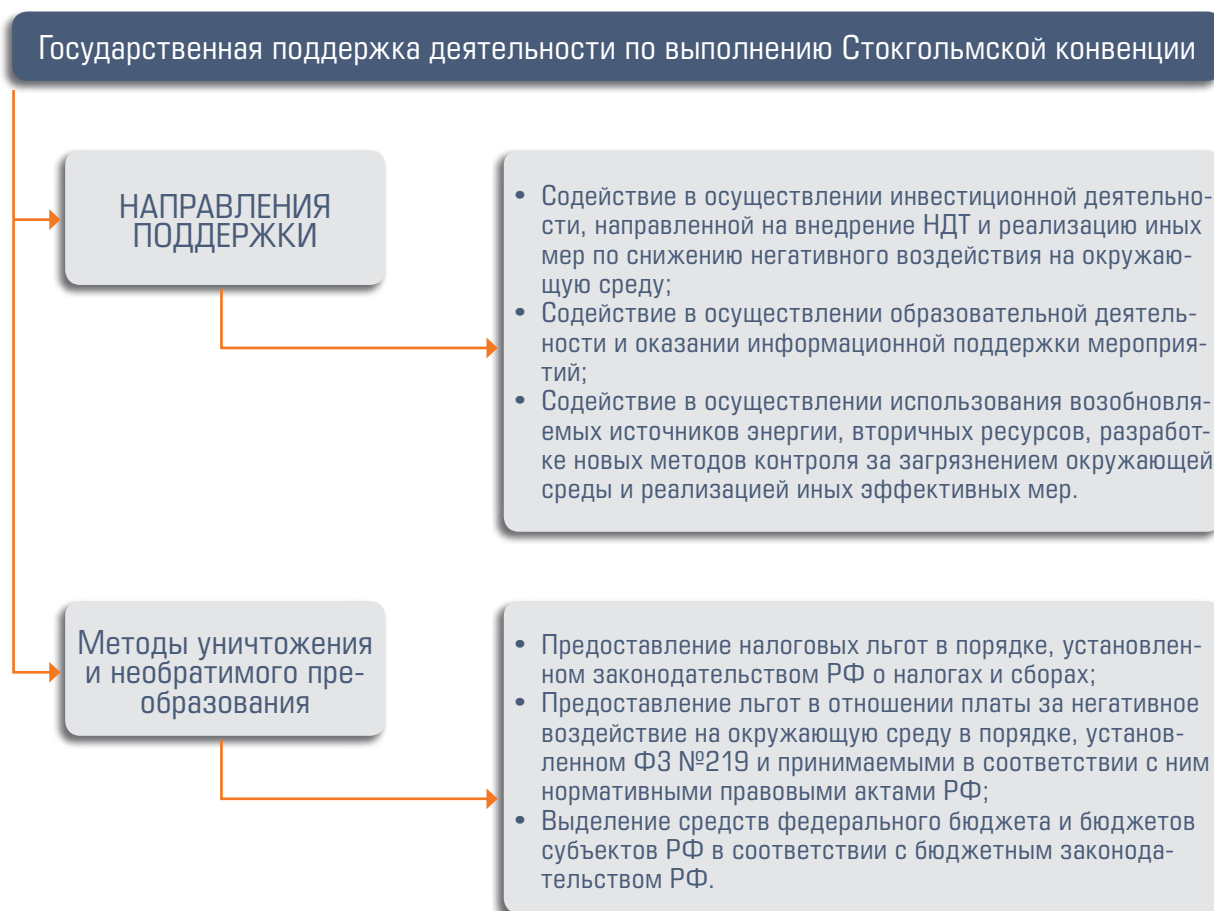 Государственная поддержка деятельности по выполнению Стокгольмской конвенции
НАПРАВЛЕНИЯ
ПОДДЕРЖКИ
• Содействие в осуществлении инвестиционной деятельно-
сти, направленной на внедрение НДТ и реализацию иных
мер по снижению негативного воздействия на окружаю-
щую среду;
• Содействие в осуществлении образовательной деятель-
ности и оказании информационной поддержки мероприя-
тий;
• Содействие в осуществлении использования возобновля-
емых источников энергии, вторичных ресурсов, разработ-
ке новых методов контроля за загрязнением окружающей
среды и реализацией иных эффективных мер.
Методы уничтожения
и необратимого пре-
образования
• Предоставление налоговых льгот в порядке, установлен-
ном законодательством РФ о налогах и сборах;
• Предоставление льгот в отношении платы за негативное
воздействие на окружающую среду в порядке, установ-
ленном ФЗ №219 и принимаемыми в соответствии с ним
нормативными правовыми актами РФ;
• Выделение средств федерального бюджета и бюджетов
субъектов РФ в соответствии с бюджетным законода-
тельством РФ.